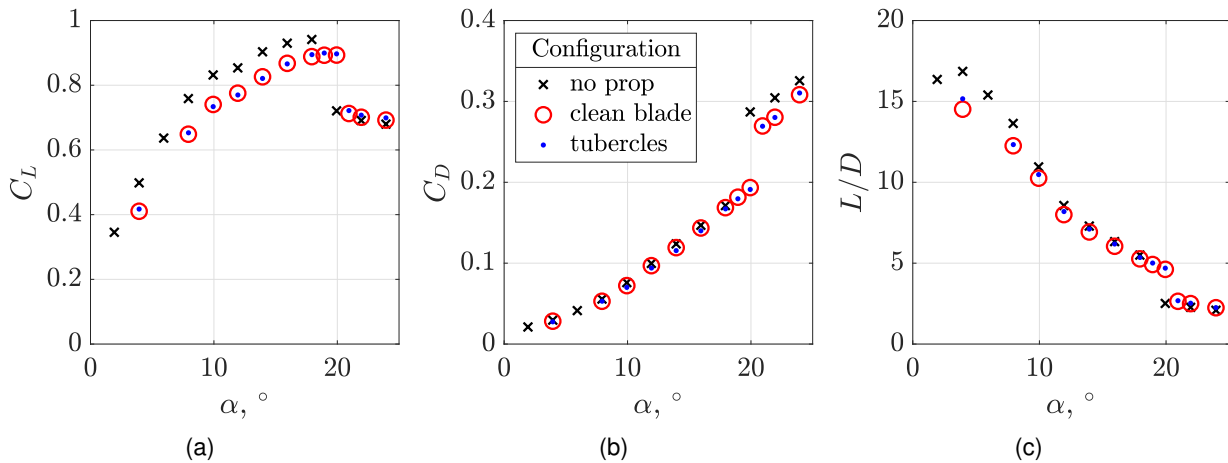 1
0.8
0.6
0.4
0.2
0
C_L
0 10 20
α, °
(a)
0.4
0.3
0.2
0.1
0.0
C_D
Configuration
no prop
clean blade
tubercles
0 10 20
α, °
(b)
20
15
10
5
0
L/D
0 10 20
α, °
(c)